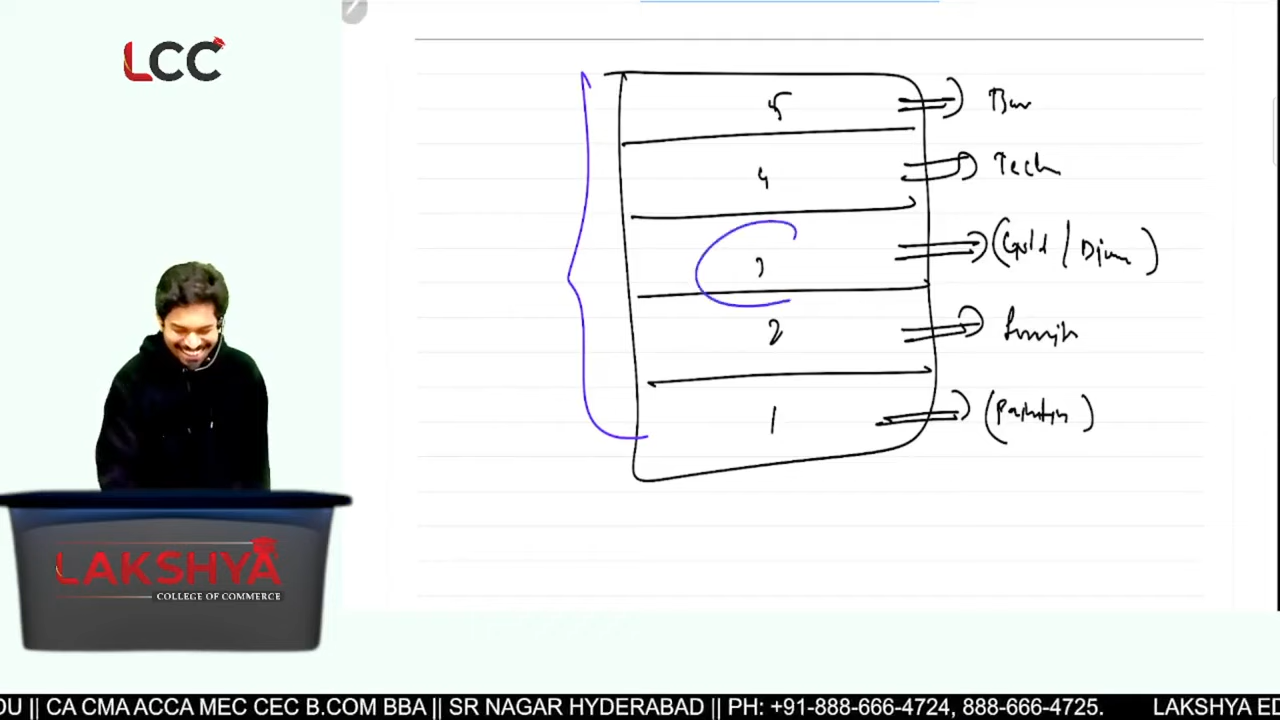 LCC
5
Bar
4
Tech
3
(Gold /
2
1
LAKSHYA
COLLEGE OF COMMERCE
DU || CA CMA ACCA MEC CEC B.COM BBA || SR NAGAR HYDERABAD || PH: +91-888-666-4724, 888-666-4725. LAKSHYA ED